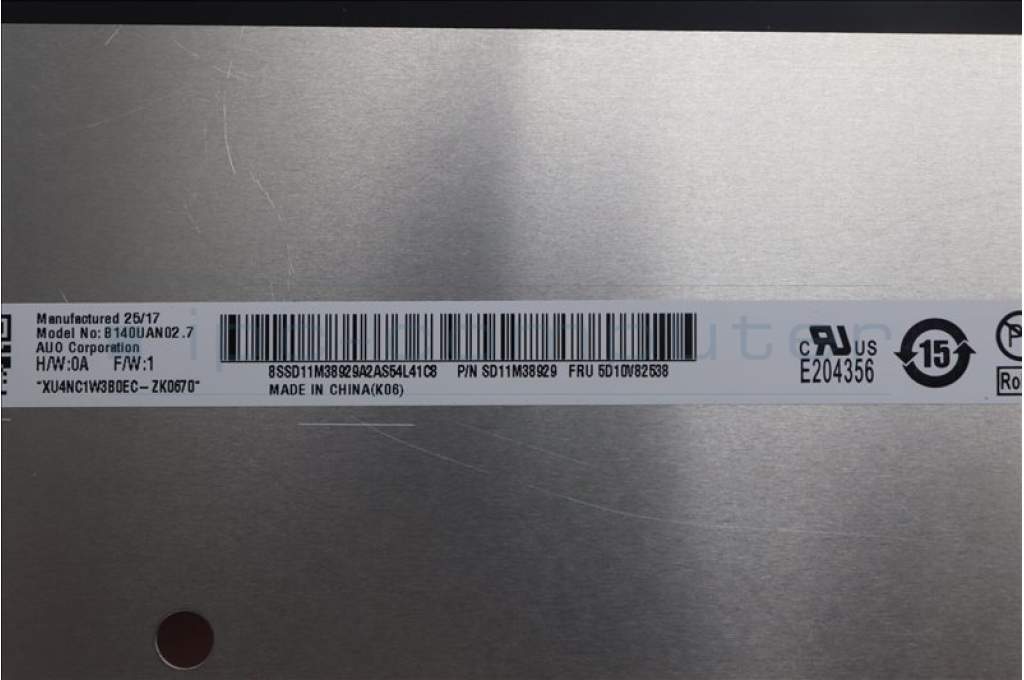 Manufactured 25/17
Model No: B140UAN02.7
AUO Corporation
H/W:0A F/W:1
"XU4NC1W3B0EC-ZK0670"
8SSD11M38929A2AS54L41C8 P/N SD11M38929 FRU 5D10V82538
MADE IN CHINA(K06)
C US
E204356
15
P
Ro